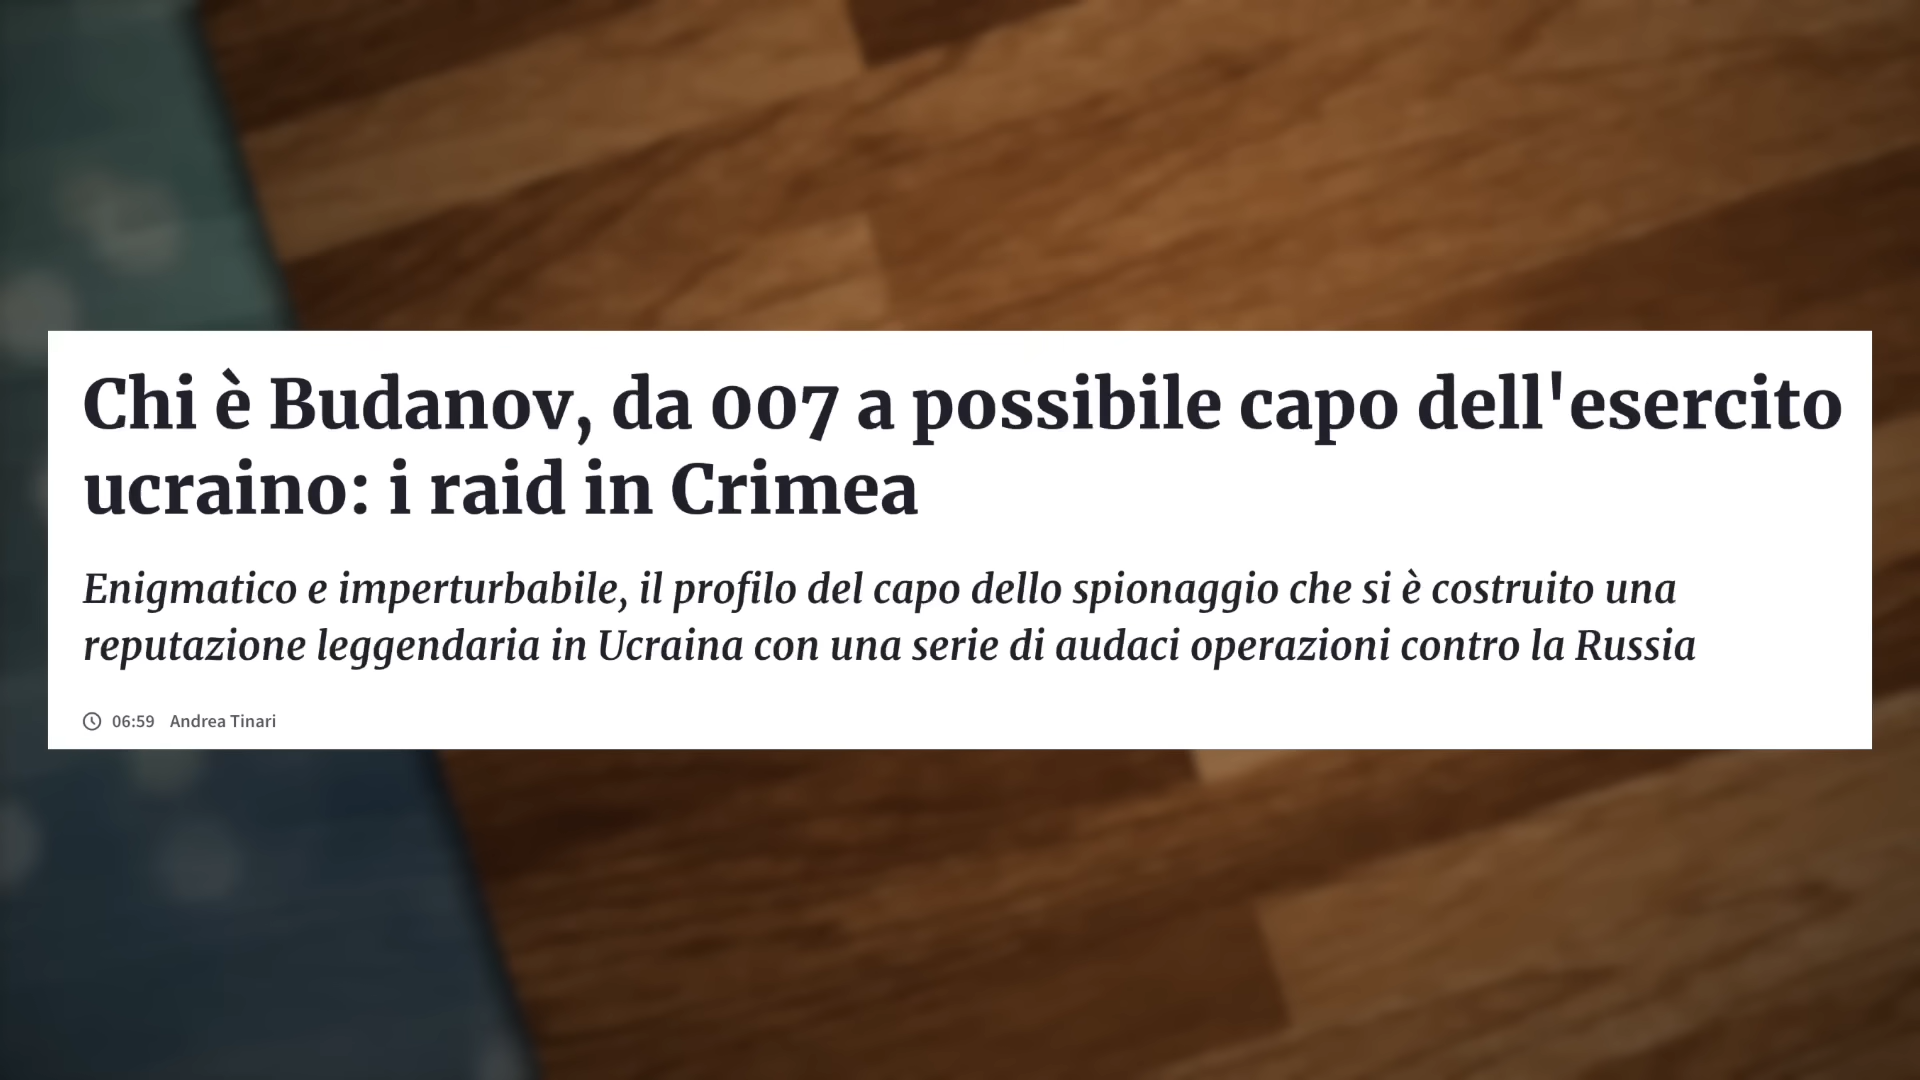 Chi è Budanov, da 007 a possibile capo dell'esercito
ucraino: i raid in Crimea
Enigmatico e imperturbabile, il profilo del capo dello spionaggio che si è costruito una
reputazione leggendaria in Ucraina con una serie di audaci operazioni contro la Russia
06:59 Andrea Tinari